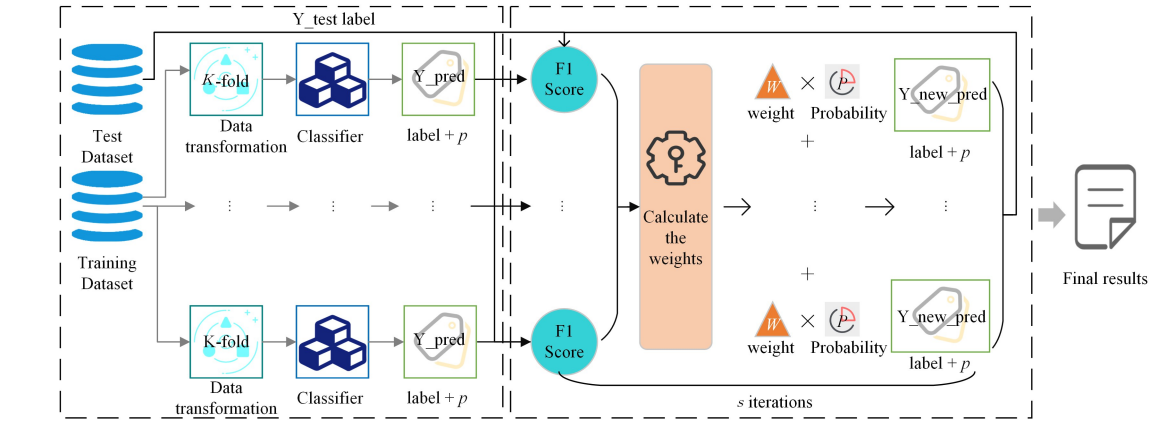 Y_test label
Test
Dataset
K-fold
Data
transformation
Classifier
Y_pred
label + p
F1
Score
W
×
P
weight
Probability
+
Y_new_pred
label + p
Training
Dataset
...
...
...
...
Calculate
the
weights
...
...
Final results
K-fold
Data
transformation
Classifier
Y_pred
label + p
F1
Score
+
W
×
P
weight
Probability
Y_new_pred
label + p
s iterations